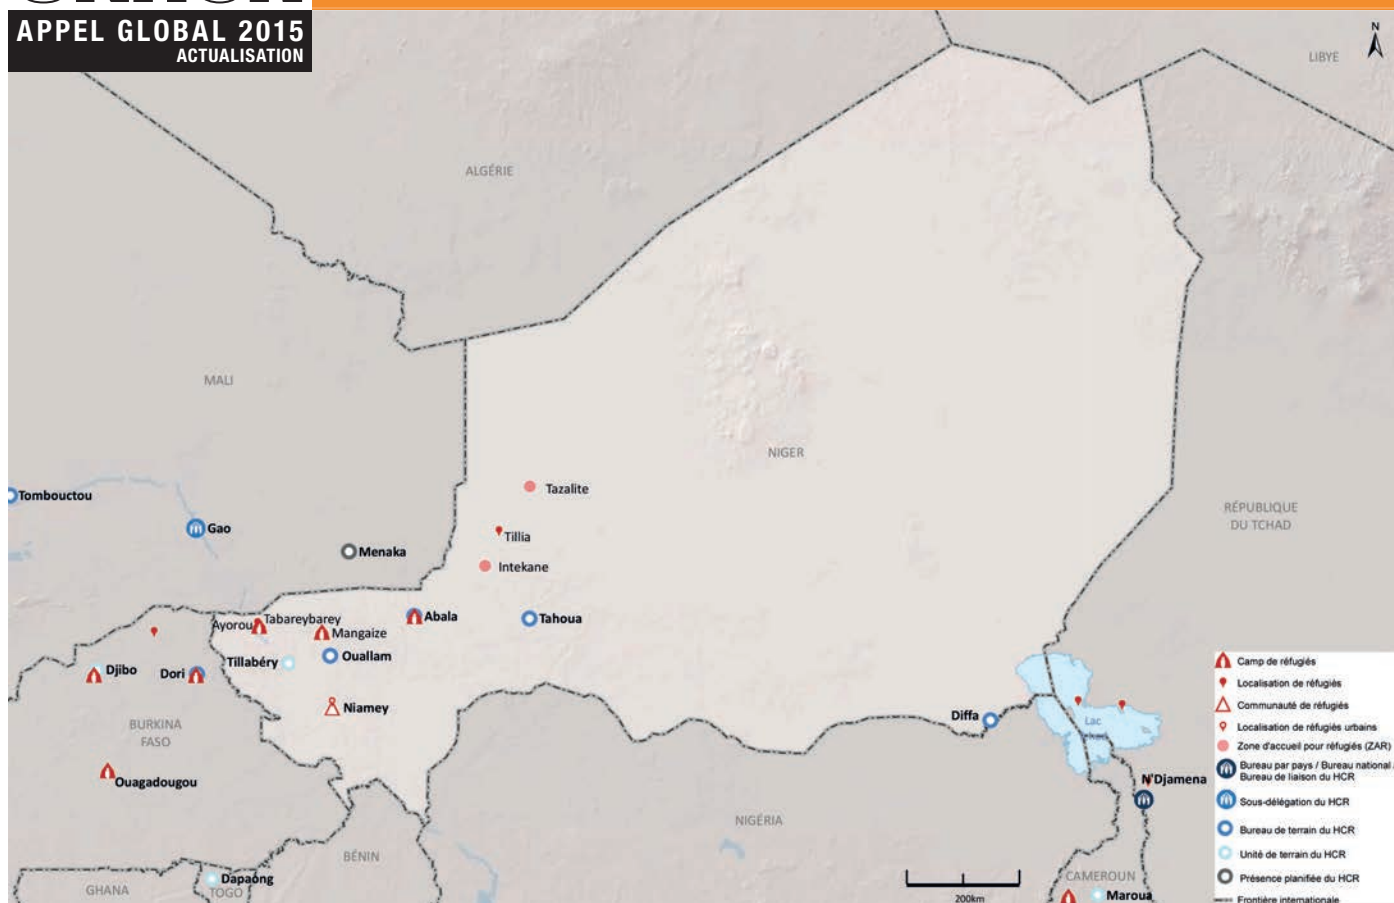 APPEL GLOBAL 2015
ACTUALISATION
N
LIBYE
ALGÉRIE
MALI
NIGER
Tazalite
Tombouctou
RÉPUBLIQUE
DU TCHAD
Gao
Tillia
Menaka
Intekane
Abala
Tahoua
Ayorou
Tabareybarey
Mangaize
Ouallam
Tillabéry
Djibo
Dori
Niamey
Diffa
Lac
BURKINA
FASO
Ouagadougou
N'Djamena
NIGÉRIA
BÉNIN
GHANA
TOGO
Dapaong
CAMEROUN
Maroua
200km
Camp de réfugiés
Localisation de réfugiés
Communauté de réfugiés
Localisation de réfugiés urbains
Zone d'accueil pour réfugiés (ZAR)
Bureau par pays / Bureau national /
Bureau de liaison du HCR
Sous-délégation du HCR
Bureau de terrain du HCR
Unité de terrain du HCR
Présence planifiée du HCR
Frontière internationale